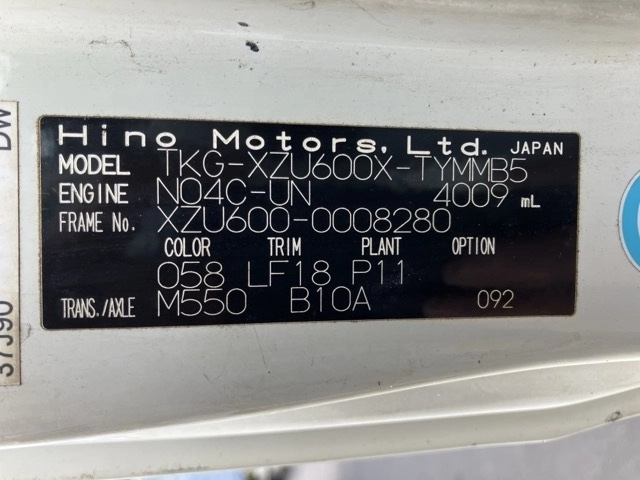 Hino Motors, Ltd. JAPAN
MODEL TKG-XZU600X-TYMMB5
ENGINE N04C-UN 4009 mL
FRAME No. XZU600-0008280
COLOR TRIM PLANT OPTION
058 LF18 P11
TRANS./AXLE M550 B10A 092
DW